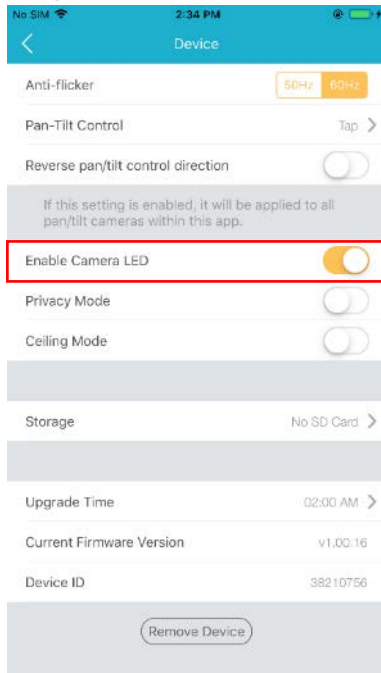 No SIM 2:34 PM
Device
Anti-flicker 50Hz 60Hz
Pan-Tilt Control Tap
Reverse pan/tilt control direction
If this setting is enabled, it will be applied to all
pan/tilt cameras within this app.
Enable Camera LED
Privacy Mode
Ceiling Mode
Storage No SD Card
Upgrade Time 02:00 AM
Current Firmware Version v1.00.16
Device ID 38210756
Remove Device